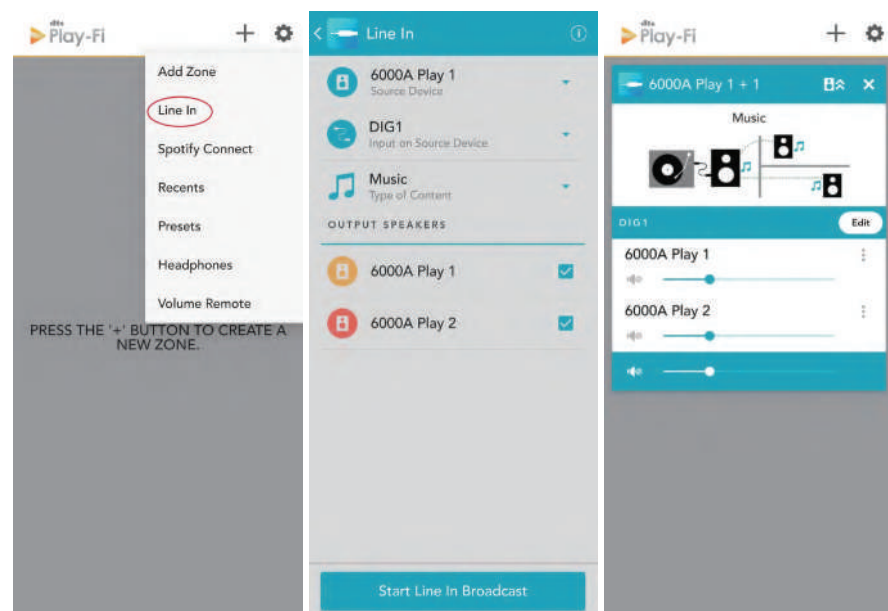 dts
Play-Fi
Add Zone
Line In
Spotify Connect
Recents
Presets
Headphones
Volume Remote
PRESS THE '+' BUTTON TO CREATE A
NEW ZONE.
Line In
6000A Play 1
Source Device
DIG1
Input on Source Device
Music
Type of Content
OUTPUT SPEAKERS
6000A Play 1
6000A Play 2
Start Line In Broadcast
dts
Play-Fi
6000A Play 1 + 1
Music
DIG1
Edit
6000A Play 1
6000A Play 2